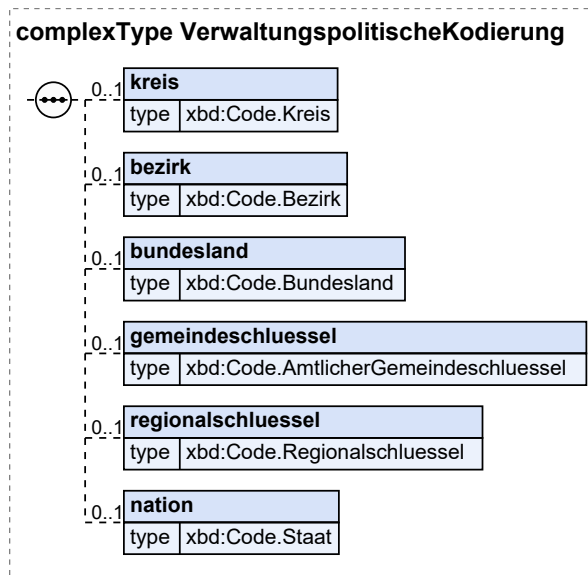 complexType VerwaltungspolitischeKodierung
0..1 kreis
type xbd:Code.Kreis
0..1 bezirk
type xbd:Code.Bezirk
0..1 bundesland
type xbd:Code.Bundesland
0..1 gemeindeschluessel
type xbd:Code.AmtlicherGemeindeschluessel
0..1 regionalschluessel
type xbd:Code.Regionalschluessel
0..1 nation
type xbd:Code.Staat